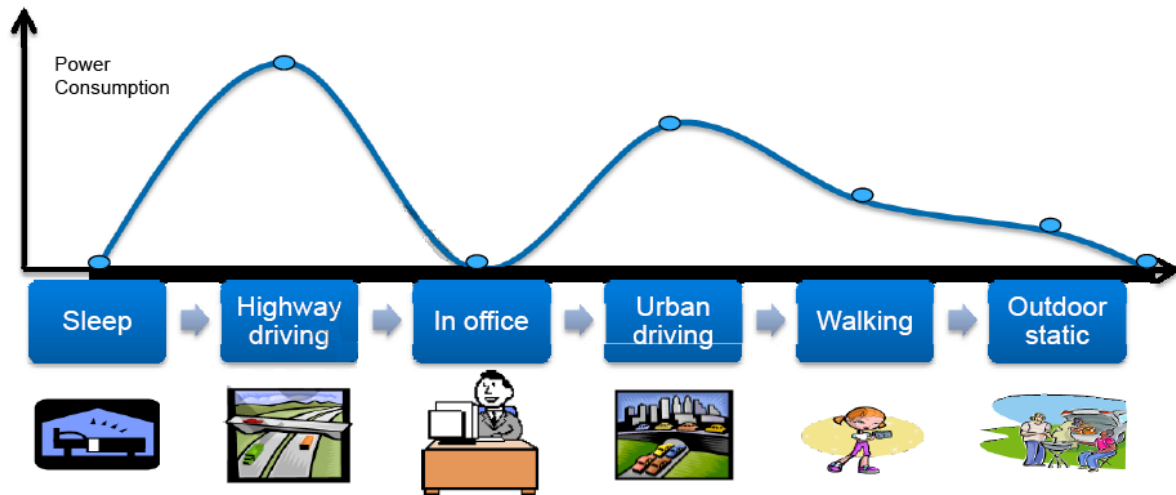 Power
Consumption
Sleep
Highway
driving
In office
Urban
driving
Walking
Outdoor
static